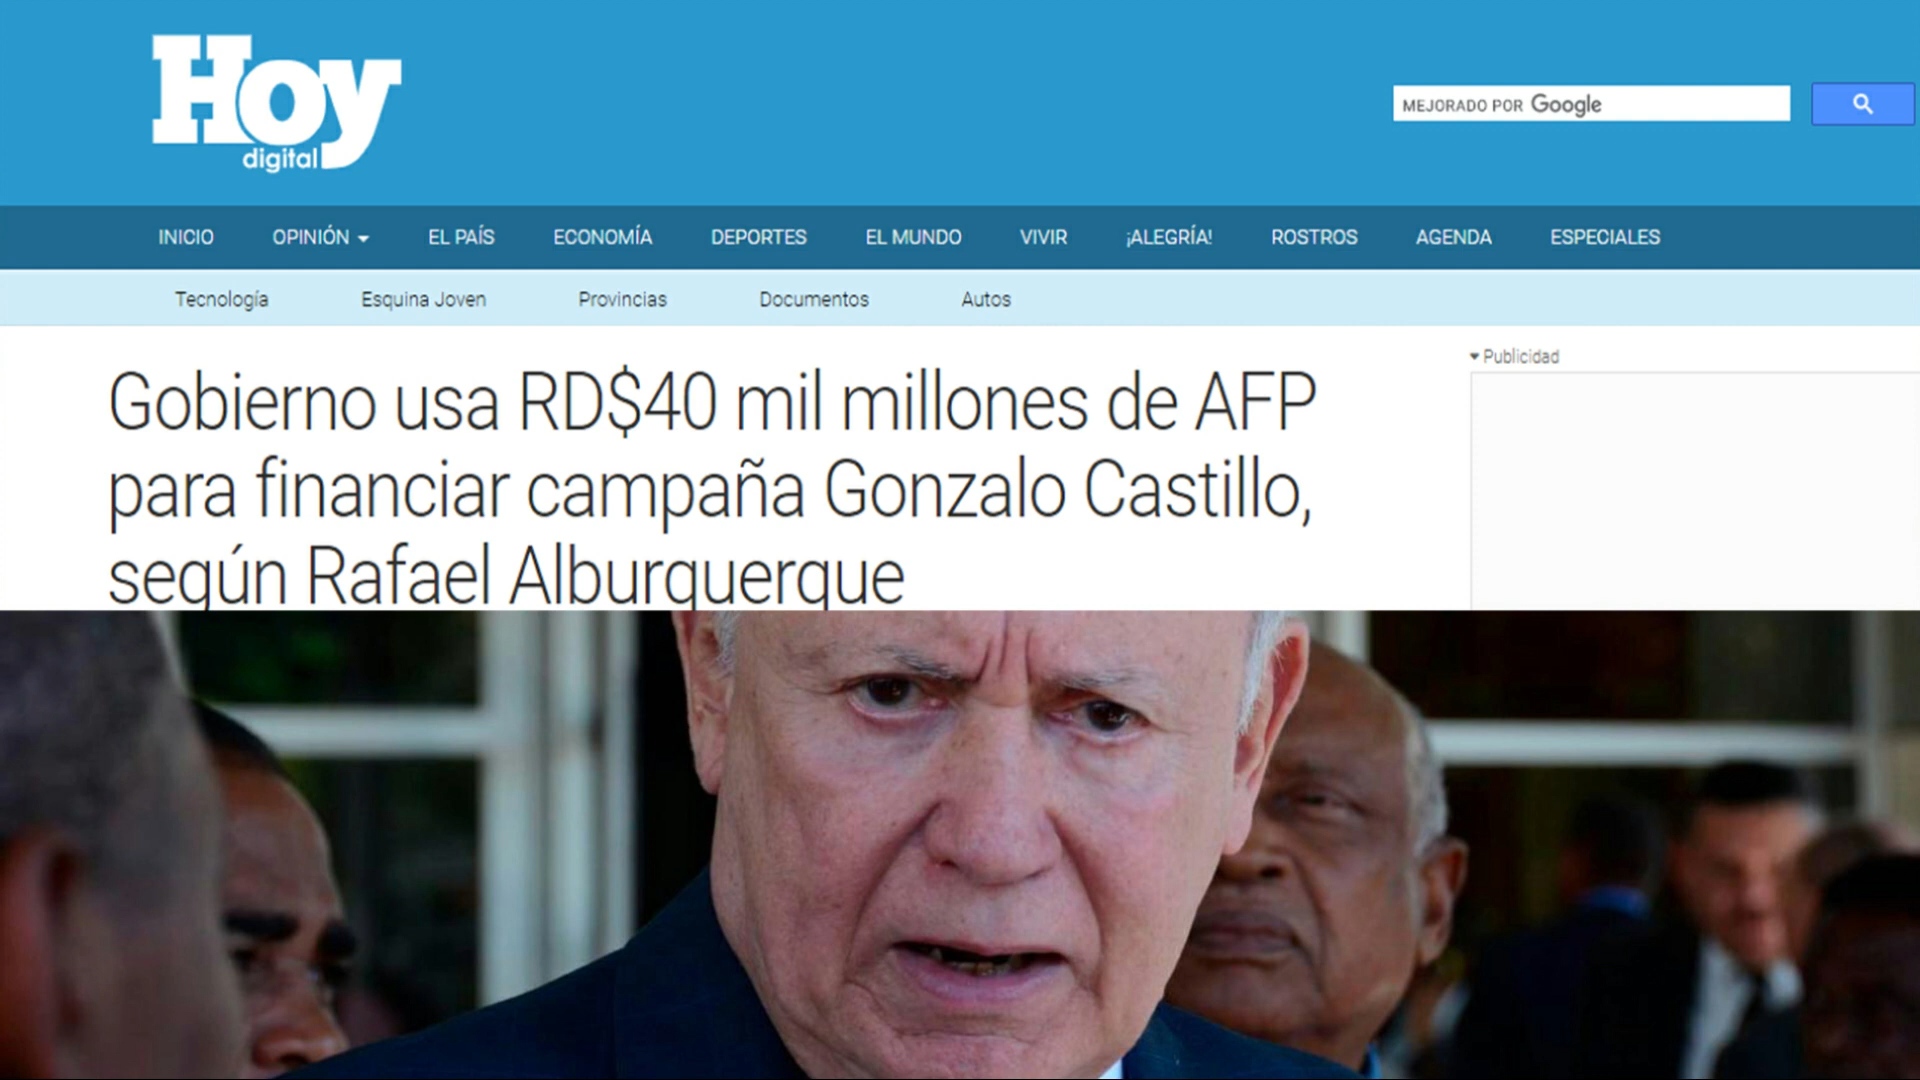 Hoy
digital
MEJORADO POR Google
INICIO OPINIÓN EL PAÍS ECONOMÍA DEPORTES EL MUNDO VIVIR ¡ALEGRÍA! ROSTROS AGENDA ESPECIALES
Tecnología Esquina Joven Provincias Documentos Autos
Publicidad
Gobierno usa RD$40 mil millones de AFP
para financiar campaña Gonzalo Castillo,
según Rafael Alburquerque